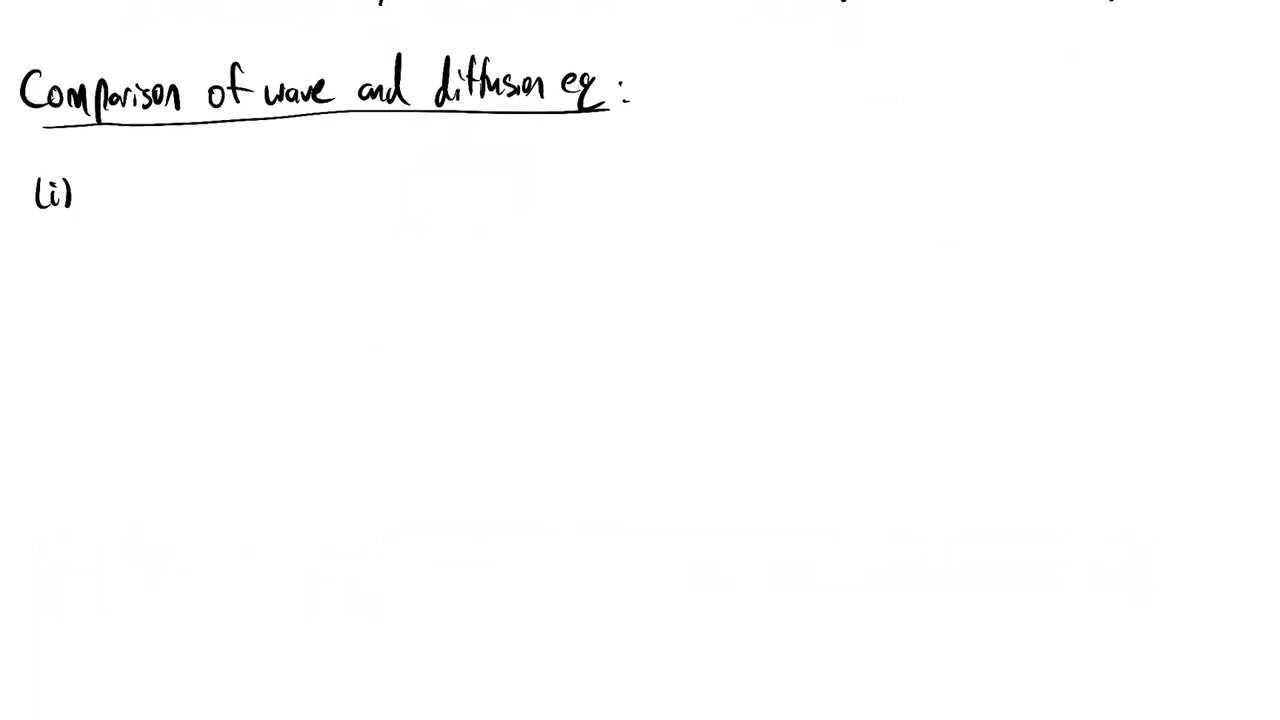 Comparison of wave and diffusion eq :
(i)